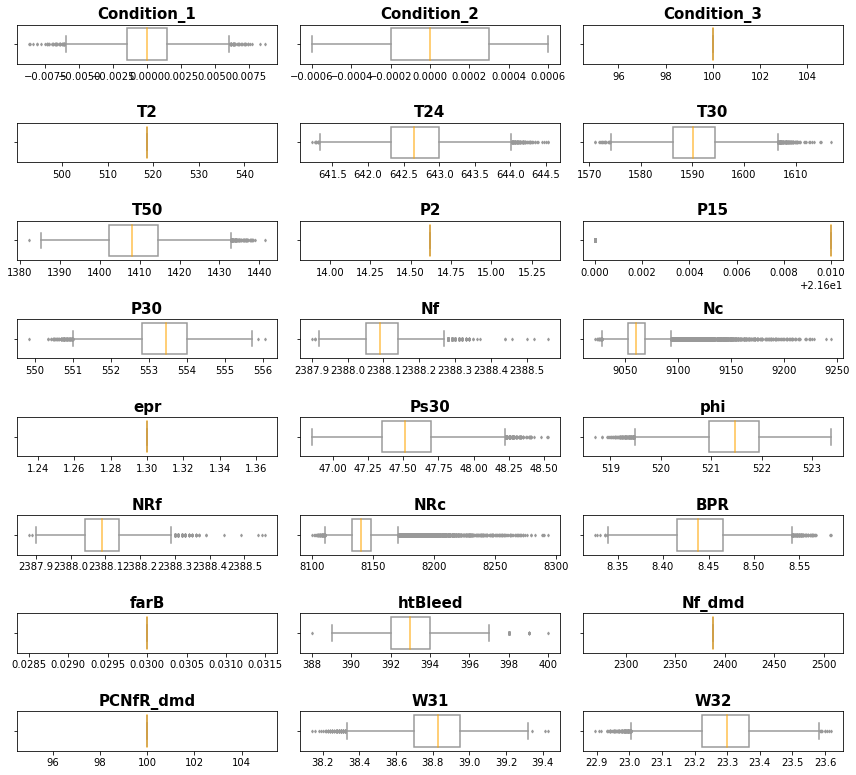 Condition_1 Condition_2 Condition_3
−0.0075 −0.0050 −0.0025 0.0000 0.0025 0.0050 0.0075 −0.0006 −0.0004 −0.0002 0.0000 0.0002 0.0004 0.0006 96 98 100 102 104
T2 T24 T30
500 510 520 530 540 641.5 642.0 642.5 643.0 643.5 644.0 644.5 1570 1580 1590 1600 1610
T50 P2 P15
1380 1390 1400 1410 1420 1430 1440 14.00 14.25 14.50 14.75 15.00 15.25 0.000 0.002 0.004 0.006 0.008 0.010
+2.16e1
P30 Nf Nc
550 551 552 553 554 555 556 2387.9 2388.0 2388.1 2388.2 2388.3 2388.4 2388.5 9050 9100 9150 9200 9250
epr Ps30 phi
1.24 1.26 1.28 1.30 1.32 1.34 1.36 47.00 47.25 47.50 47.75 48.00 48.25 48.50 519 520 521 522 523
NRf NRc BPR
2387.9 2388.0 2388.1 2388.2 2388.3 2388.4 2388.5 8100 8150 8200 8250 8300 8.35 8.40 8.45 8.50 8.55
farB htBleed Nf_dmd
0.0285 0.0290 0.0295 0.0300 0.0305 0.0310 0.0315 388 390 392 394 396 398 400 2300 2350 2400 2450 2500
PCNfR_dmd W31 W32
96 98 100 102 104 38.2 38.4 38.6 38.8 39.0 39.2 39.4 22.9 23.0 23.1 23.2 23.3 23.4 23.5 23.6